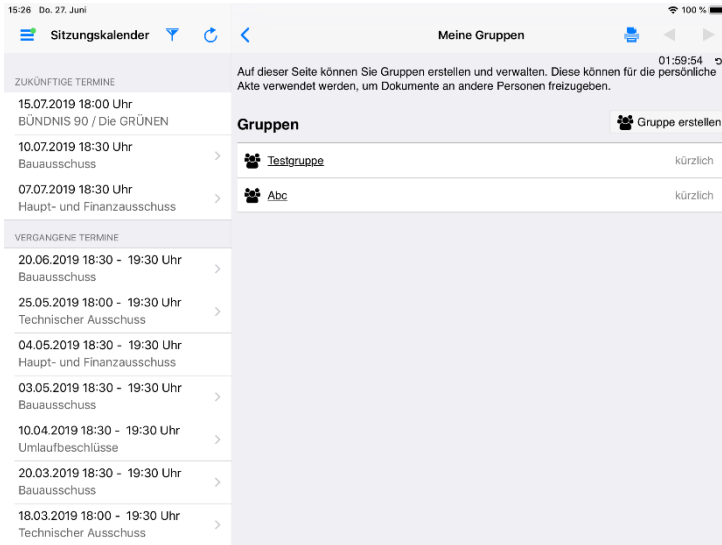 15:26 Do. 27. Juni
100 %
Sitzungskalender
Meine Gruppen
ZUKÜNFTIGE TERMINE
15.07.2019 18:00 Uhr
BÜNDNIS 90 / Die GRÜNEN
10.07.2019 18:30 Uhr
Bauausschuss
07.07.2019 18:30 Uhr
Haupt- und Finanzausschuss
VERGANGENE TERMINE
20.06.2019 18:30 - 19:30 Uhr
Bauausschuss
25.05.2019 18:00 - 19:30 Uhr
Technischer Ausschuss
04.05.2019 18:30 - 19:30 Uhr
Haupt- und Finanzausschuss
03.05.2019 18:30 - 19:30 Uhr
Bauausschuss
10.04.2019 18:30 - 19:30 Uhr
Umlaufbeschlüsse
20.03.2019 18:30 - 19:30 Uhr
Bauausschuss
18.03.2019 18:00 - 19:30 Uhr
Technischer Ausschuss
01:59:54
Auf dieser Seite können Sie Gruppen erstellen und verwalten. Diese können für die persönliche
Akte verwendet werden, um Dokumente an andere Personen freizugeben.
Gruppen
Gruppe erstellen
Testgruppe kürzlich
Abc kürzlich